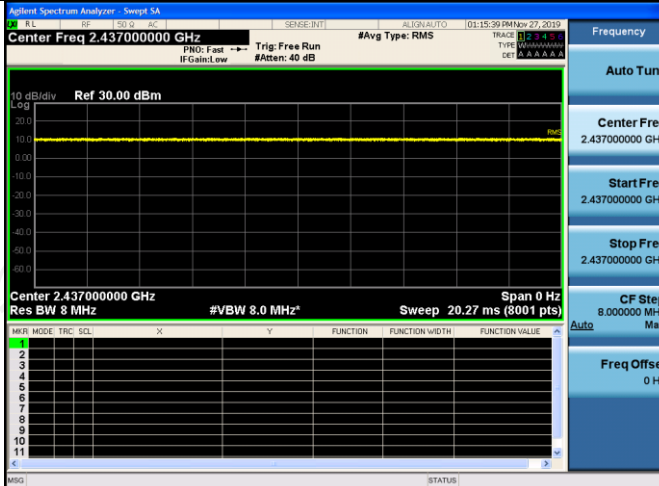 Agilent Spectrum Analyzer - Swept SA
RL RF 50 Ω AC SENSE:INT ALIGN AUTO 01:15:39 PM Nov 27, 2019
Center Freq 2.437000000 GHz
PNO: Fast
IFGain:Low
Trig: Free Run
#Atten: 40 dB
#Avg Type: RMS
TRACE 1 2 3 4 5 6
TYPE
DET A A A A A A
10 dB/div
Log
Ref 30.00 dBm
20.0
10.0
0.00
-10.0
-20.0
-30.0
-40.0
-50.0
-60.0
RMS
Center 2.437000000 GHz Span 0 Hz
Res BW 8 MHz #VBW 8.0 MHz* Sweep 20.27 ms (8001 pts)
MKR MODE TRC SCL X Y FUNCTION FUNCTION WIDTH FUNCTION VALUE
1
2
3
4
5
6
7
8
9
10
11
MSG STATUS
Frequency
Auto Tun
Center Fre
2.437000000 GH
Start Fre
2.437000000 GH
Stop Fre
2.437000000 GH
CF Ste
8.000000 MH
Auto Ma
Freq Offse
0 H